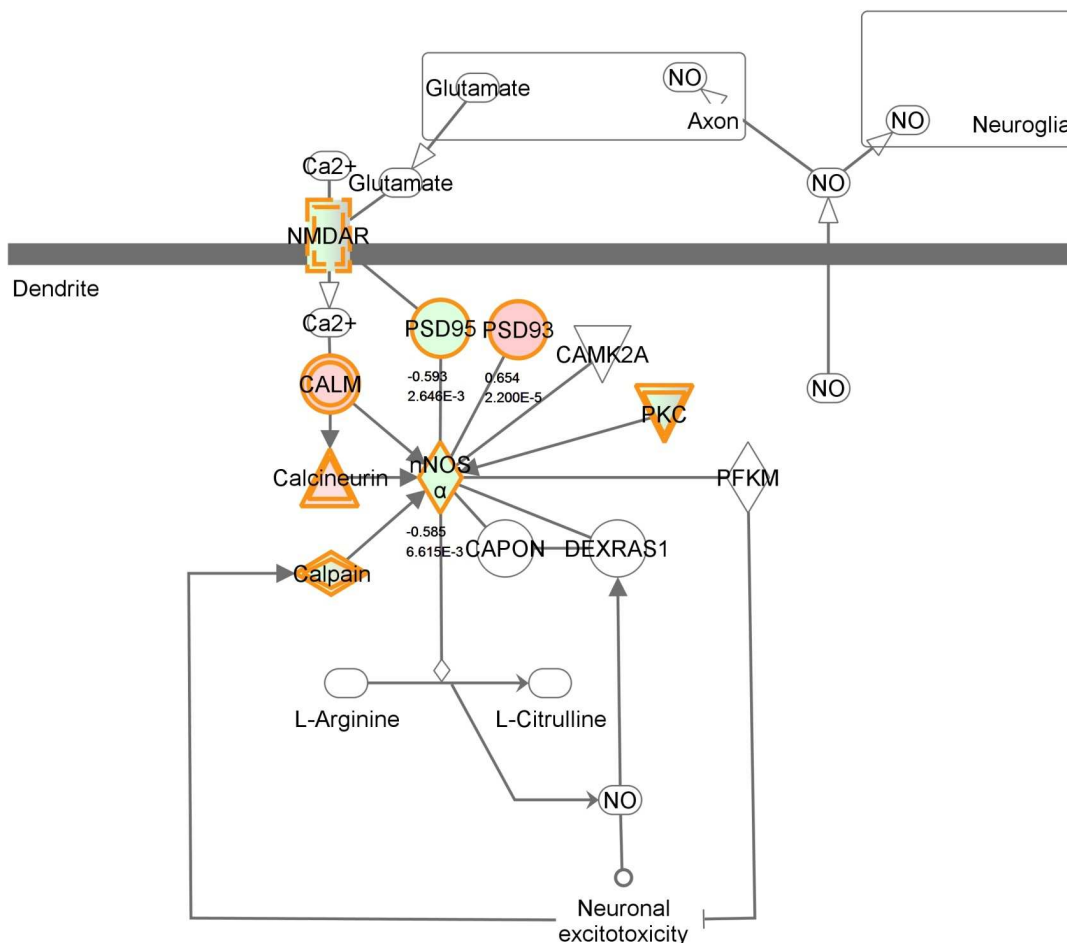 NO
Glutamate
Axon
NO
Neuroglia
Ca2+
Glutamate
NO
NMDAR
Dendrite
Ca2+
PSD95
PSD93
CAMK2A
-0.593
2.646E-3
0.654
2.200E-5
CALM
NO
PKC
nNOS
α
Calcineurin
PFKM
-0.585
6.615E-3
CAPON
DEXRAS1
Calpain
L-Arginine
L-Citrulline
NO
Neuronal
excitotoxicity